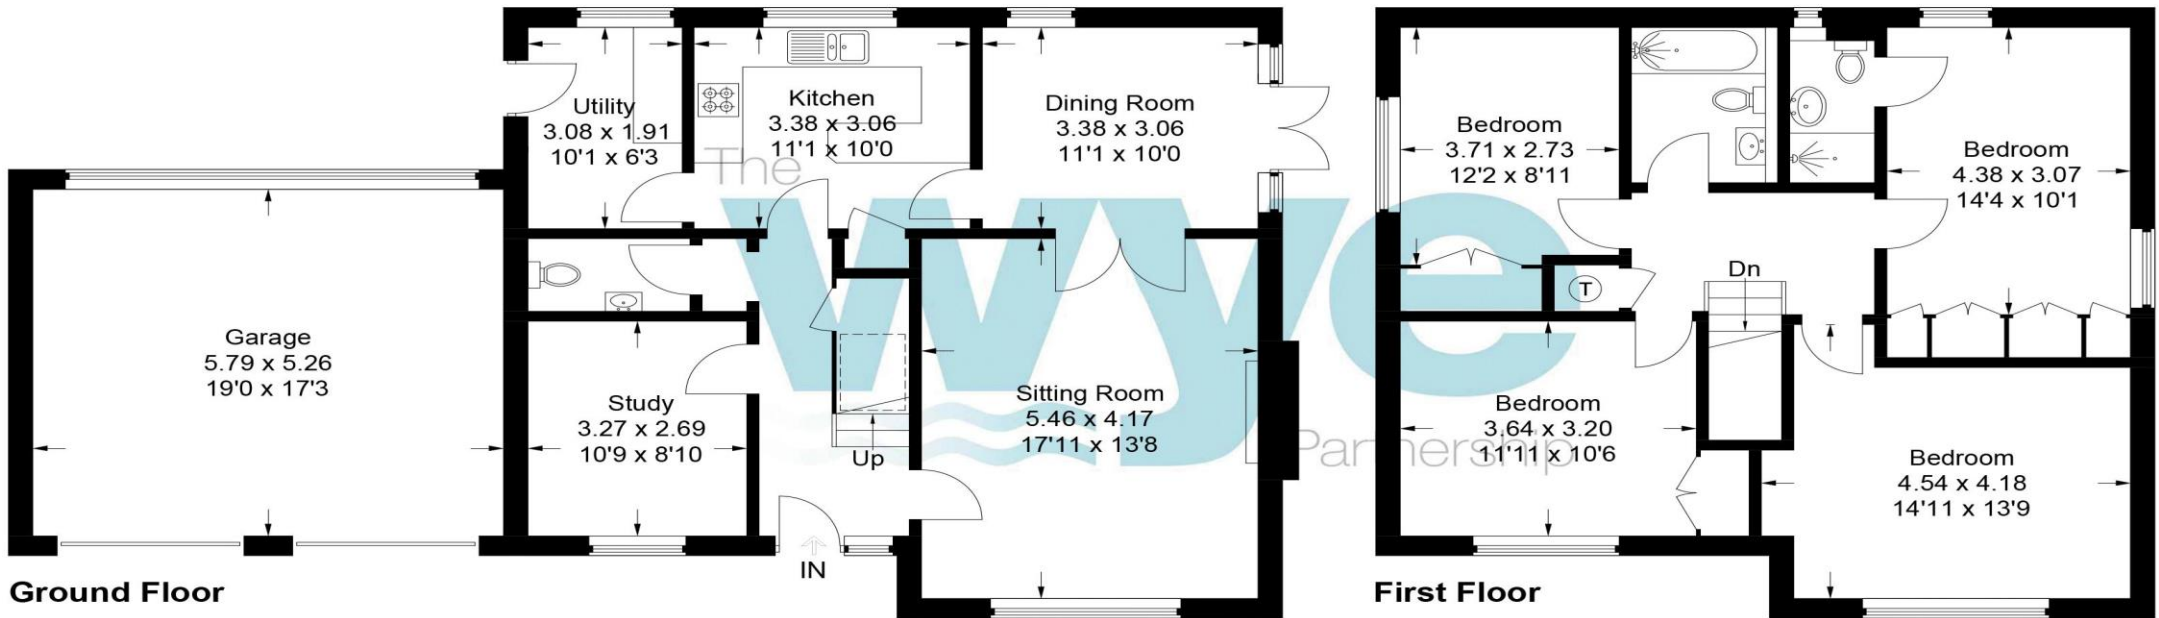 Utility
3.08 x 1.91
10'1 x 6'3
Kitchen
3.38 x 3.06
11'1 x 10'0
Dining Room
3.38 x 3.06
11'1 x 10'0
Garage
5.79 x 5.26
19'0 x 17'3
Study
3.27 x 2.69
10'9 x 8'10
Up
IN
Sitting Room
5.46 x 4.17
17'11 x 13'8
Ground Floor
Bedroom
3.71 x 2.73
12'2 x 8'11
Bedroom
4.38 x 3.07
14'4 x 10'1
T
Dn
Bedroom
3.64 x 3.20
11'11 x 10'6
Bedroom
4.54 x 4.18
14'11 x 13'9
First Floor
The
wye
Partnership